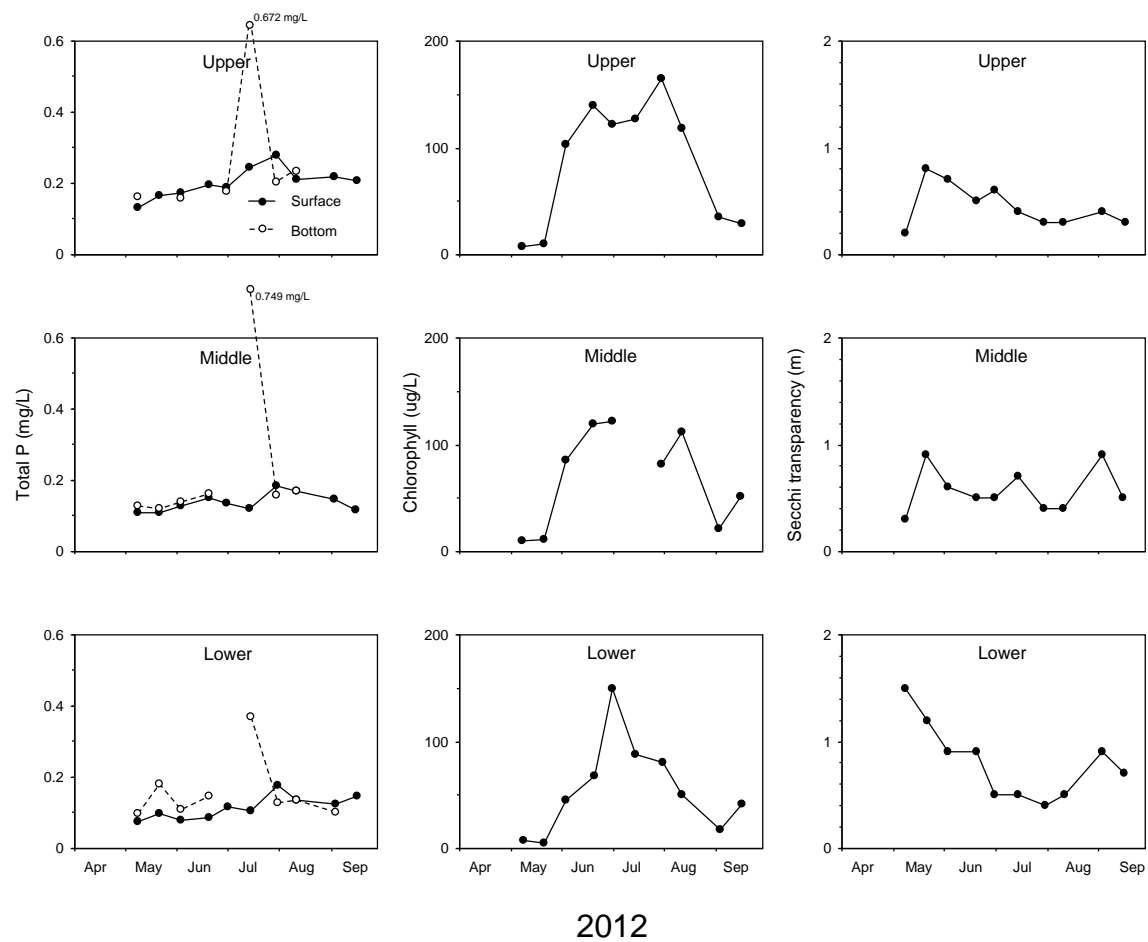 0.672 mg/L
0.6
Upper
0.4
0.2
Surface
Bottom
0
200
Upper
100
0
2
Upper
1
0
0.749 mg/L
0.6
Middle
0.4
0.2
0
Total P (mg/L)
200
Middle
100
0
Chlorophyll (ug/L)
2
Middle
1
0
Secchi transparency (m)
0.6
Lower
0.4
0.2
0
Apr May Jun Jul Aug Sep
200
Lower
100
0
Apr May Jun Jul Aug Sep
2
Lower
1
0
Apr May Jun Jul Aug Sep
2012